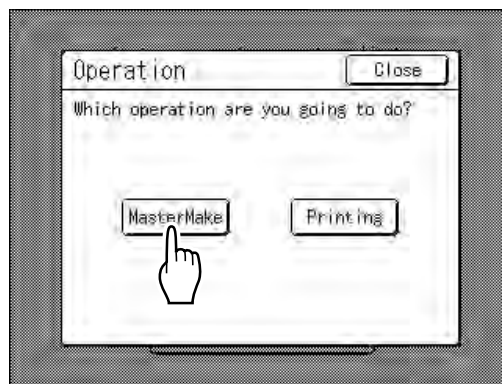 Operation
Close
Which operation are you going to do?
MasterMake
Printing